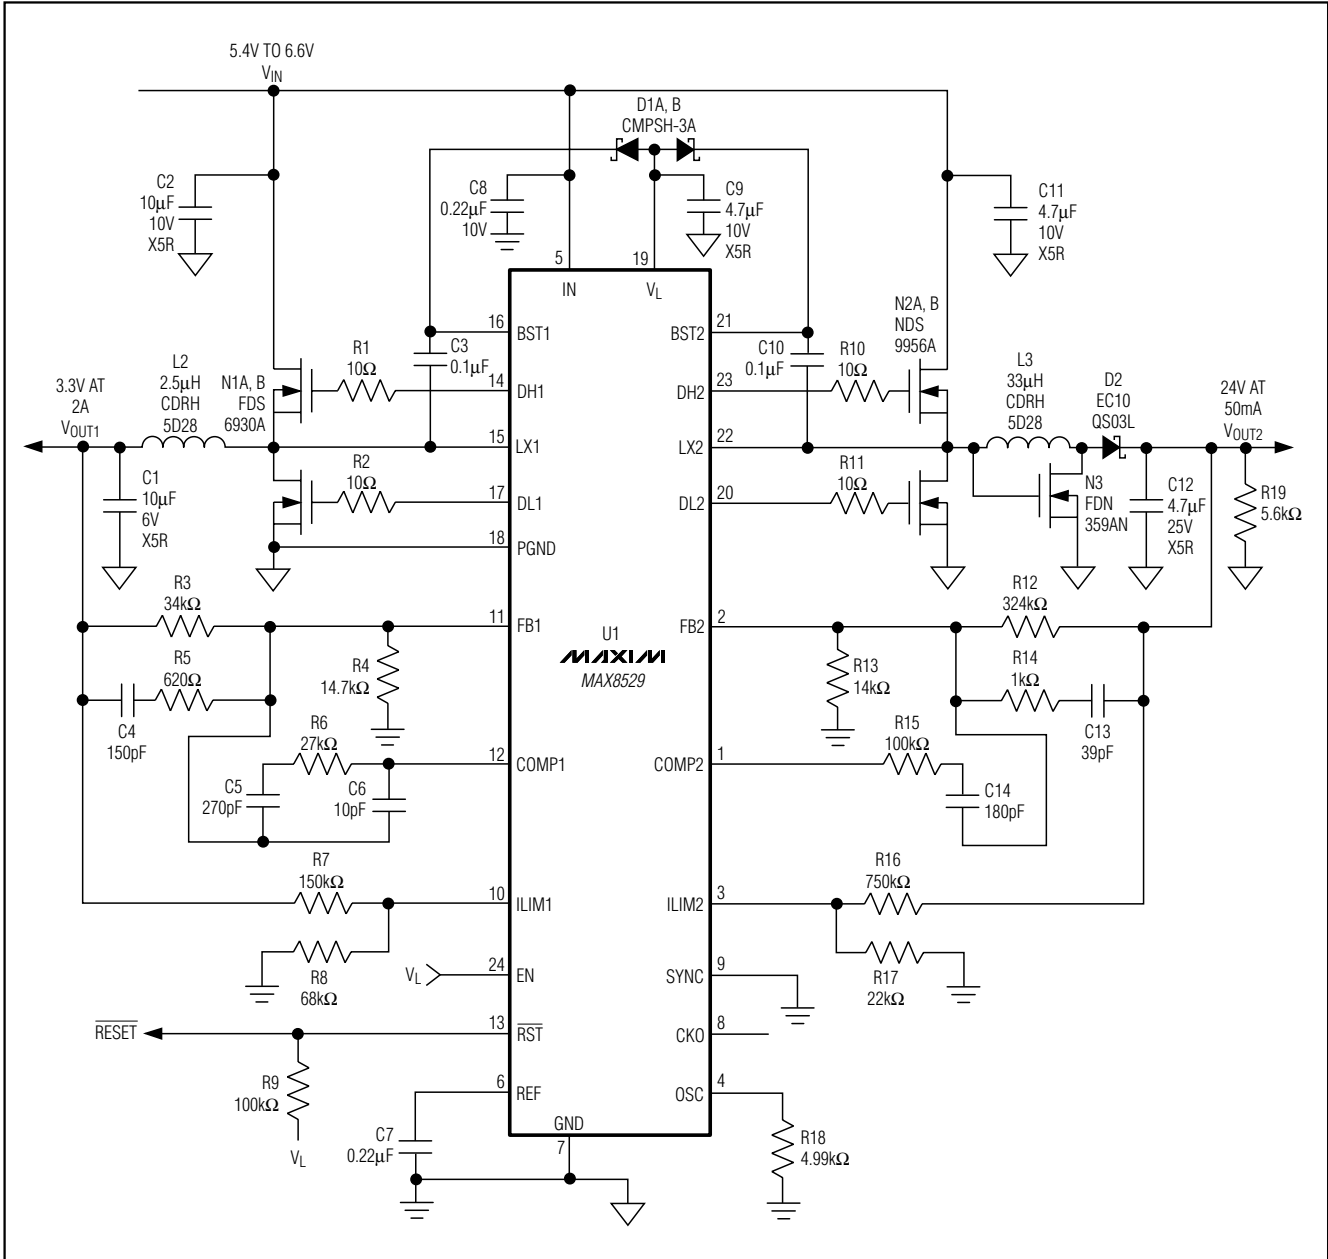 5.4V TO 6.6V
VIN
D1A, B
CMPSH-3A
C2
10µF
10V
X5R
C8
0.22µF
10V
C9
4.7µF
10V
X5R
C11
4.7µF
10V
X5R
5
19
IN
VL
N2A, B
NDS
9956A
16
BST1
BST2
21
C3
0.1µF
C10
0.1µF
R1
10Ω
R10
10Ω
14
DH1
DH2
23
L2
2.5µH
CDRH
5D28
N1A, B
FDS
6930A
L3
33µH
CDRH
5D28
D2
EC10
QS03L
3.3V AT
2A
VOUT1
24V AT
50mA
VOUT2
15
LX1
LX2
22
C1
10µF
6V
X5R
R2
10Ω
R11
10Ω
17
DL1
DL2
20
N3
FDN
359AN
C12
4.7µF
25V
X5R
R19
5.6kΩ
18
PGND
R3
34kΩ
R12
324kΩ
11
FB1
FB2
2
U1
MAXIM
MAX8529
R5
620Ω
R4
14.7kΩ
R13
14kΩ
R14
1kΩ
C4
150pF
C13
39pF
R6
27kΩ
R15
100kΩ
12
COMP1
COMP2
1
C5
270pF
C6
10pF
C14
180pF
R7
150kΩ
R16
750kΩ
10
ILIM1
ILIM2
3
R8
68kΩ
R17
22kΩ
VL
24
EN
SYNC
9
RESET
13
RST
CKO
8
R9
100kΩ
VL
6
REF
OSC
4
C7
0.22µF
GND
7
R18
4.99kΩ